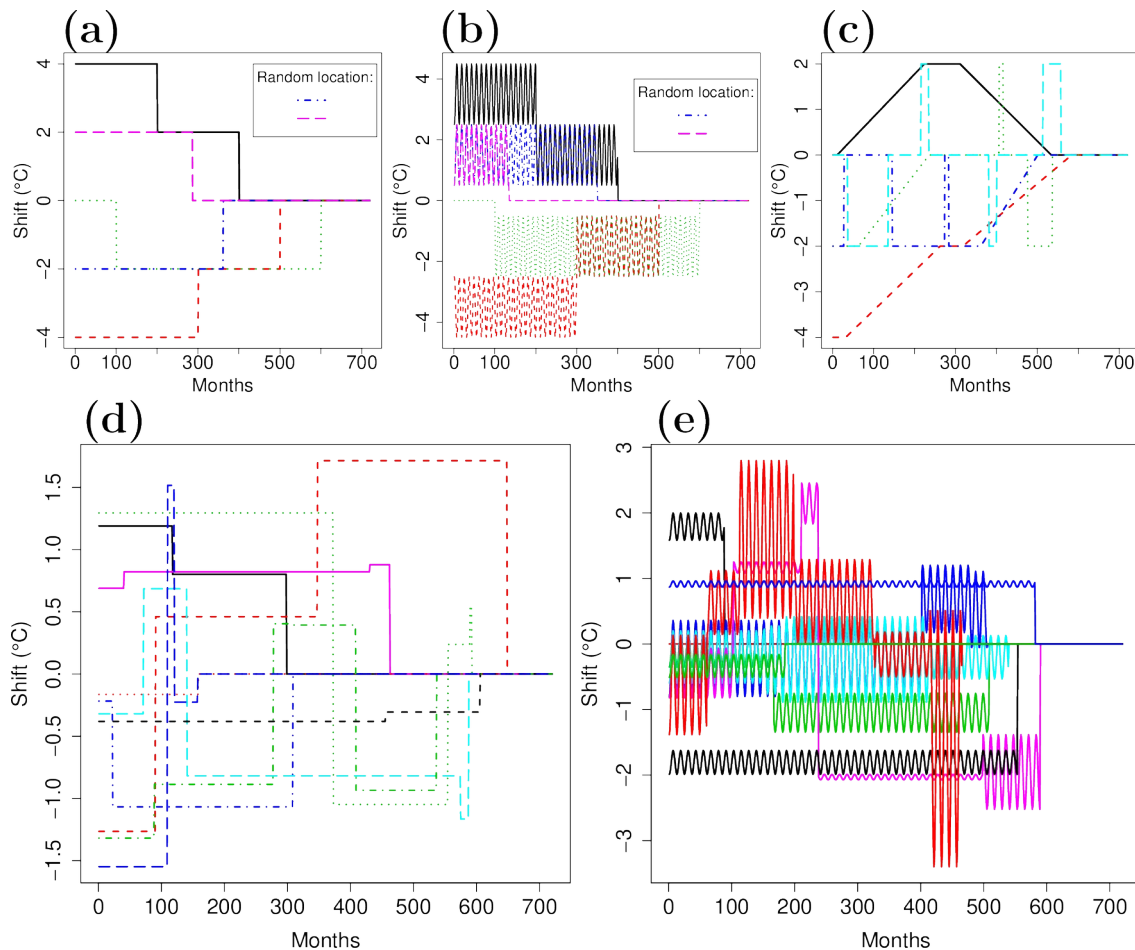 (a)
(b)
(c)
4
2
0
−2
−4
Shift (°C)
Random location:
0 100 300 500 700
Months
4
2
0
−2
−4
Shift (°C)
Random location:
0 100 300 500 700
Months
2
1
0
−1
−2
−3
−4
Shift (°C)
0 100 300 500 700
Months
(d)
(e)
1.5
1.0
0.5
0.0
−0.5
−1.0
−1.5
Shift (°C)
0 100 200 300 400 500 600 700
Months
3
2
1
0
−1
−2
−3
Shift (°C)
0 100 200 300 400 500 600 700
Months